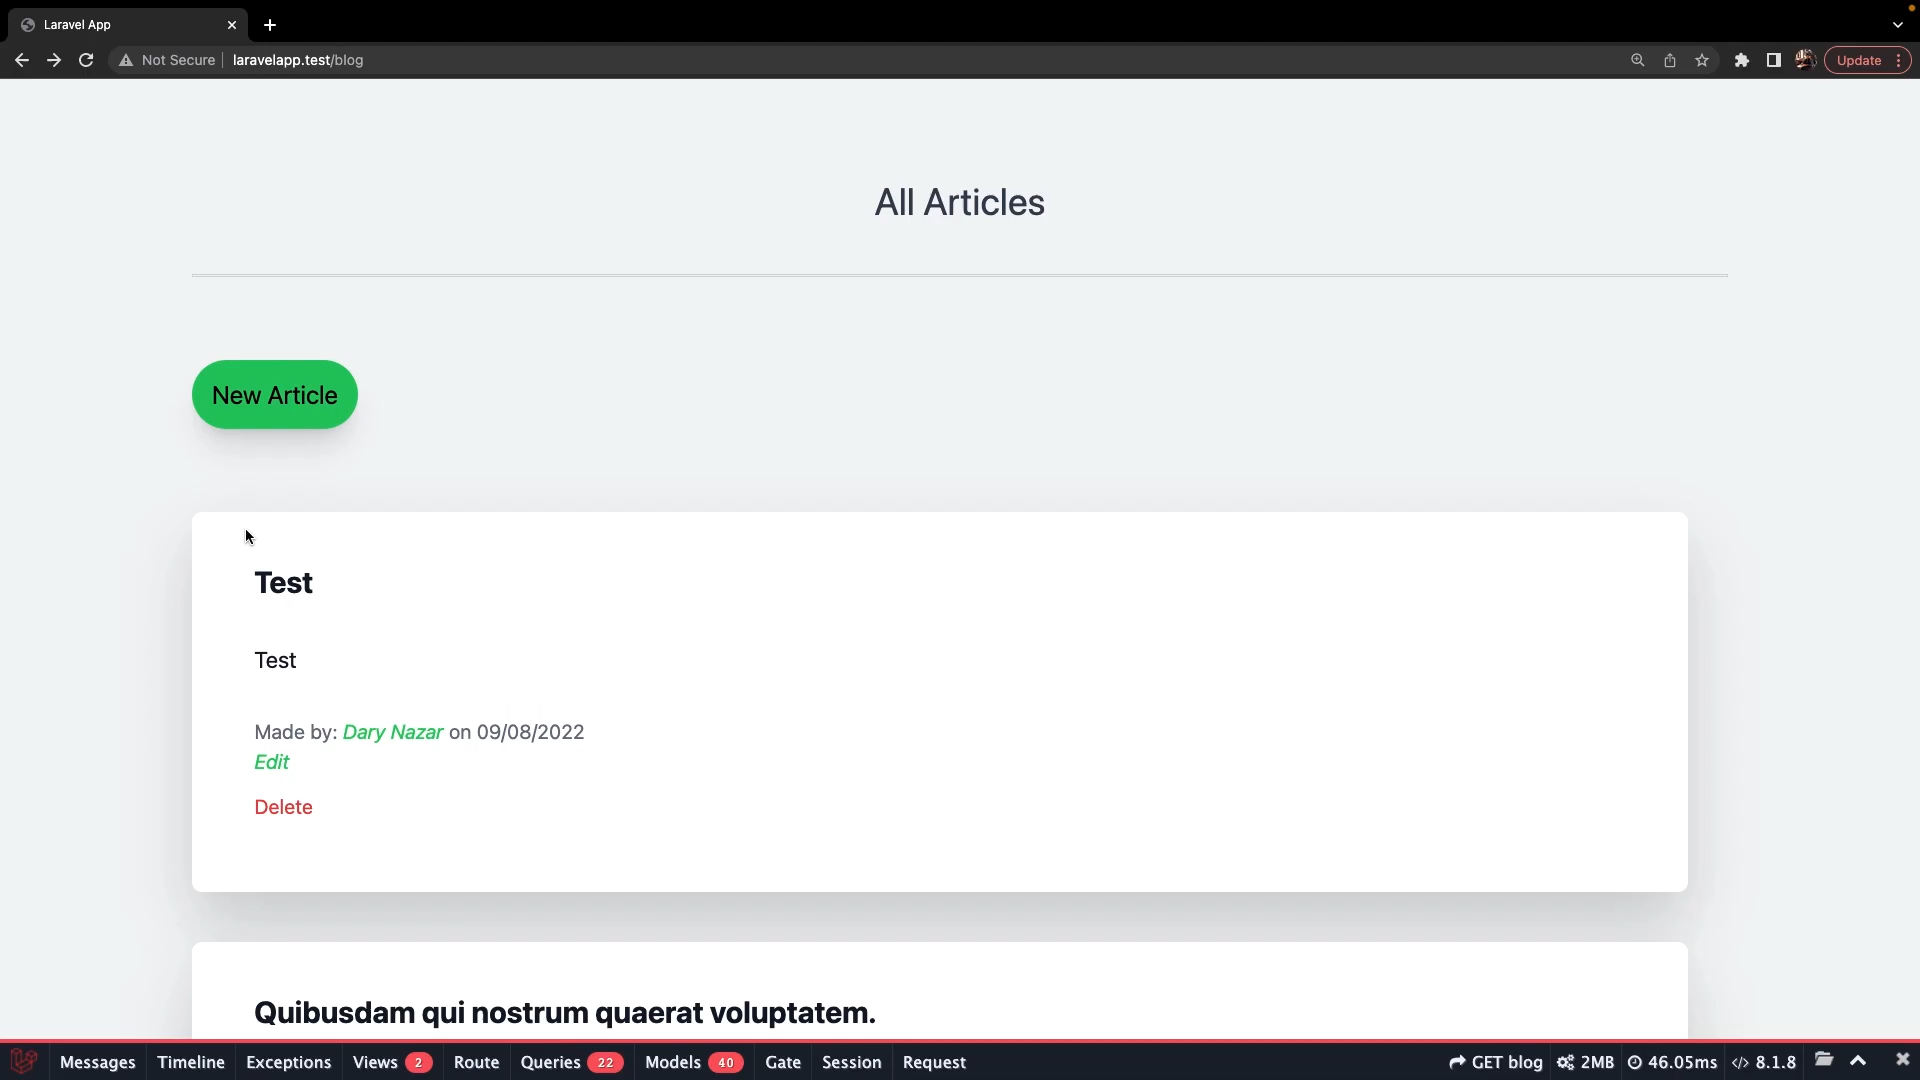 Laravel App
Not Secure
laravelapp.test/blog
Update
All Articles
New Article
Test
Test
Made by: Dary Nazar on 09/08/2022
Edit
Delete
Quibusdam qui nostrum quaerat voluptatem.
Messages Timeline Exceptions Views 2 Route Queries 22 Models 40 Gate Session Request GET blog 2MB 46.05ms 8.1.8